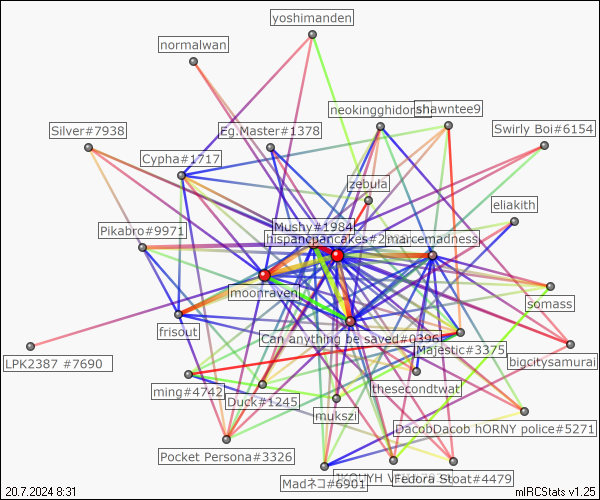 yoshimanden
normalwan
neokingghidorah
shawntee9
Silver#7938
Eg.Master#1378
Swirly Boi#6154
Cypha#1717
zebula
eliakith
Mushy#1984
Pikabro#9971
hispanicpancakes#2
marcemadness
moonraven
somass
frisout
Can anything be saved#0396
Majestic#3375
LPK2387 #7690
bigcitysamurai
ming#4742
thesecondtwat
Duck#1245
mukszi
DacobDacob hORNY police#5271
Pocket Persona#3326
Madネコ#6901
Fedora Stoat#4479
20.7.2024 8:31
mIRCStats v1.25